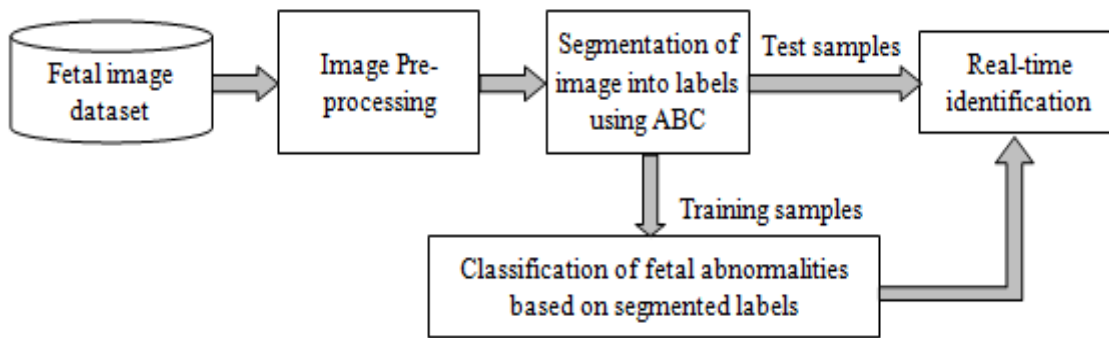 Fetal image
dataset
Image Pre-
processing
Segmentation of
image into labels
using ABC
Test samples
Real-time
identification
Training samples
Classification of fetal abnormalities
based on segmented labels